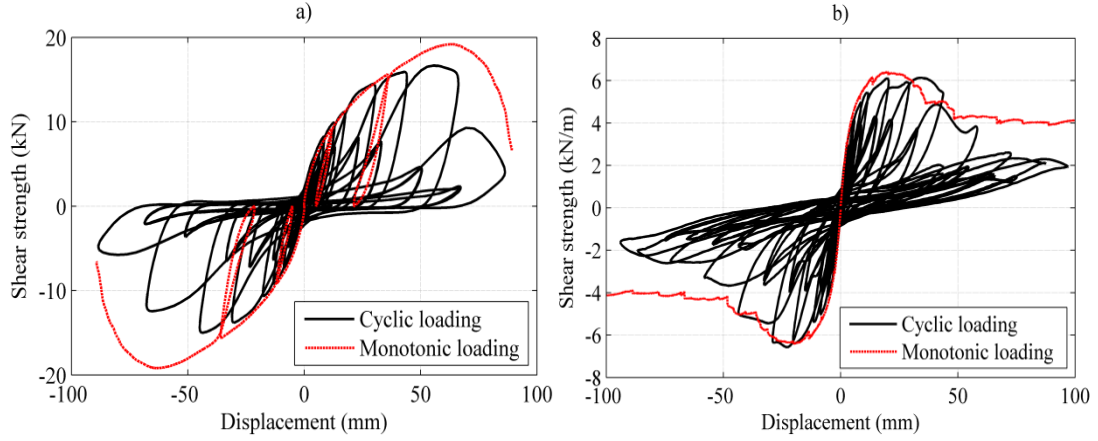 a)
20
10
0
-10
-20
-100
-50
0
50
100
Shear strength (kN)
Displacement (mm)
Cyclic loading
Monotonic loading
b)
8
6
4
2
0
-2
-4
-6
-8
-100
-50
0
50
100
Shear strength (kN/m)
Displacement (mm)
Cyclic loading
Monotonic loading